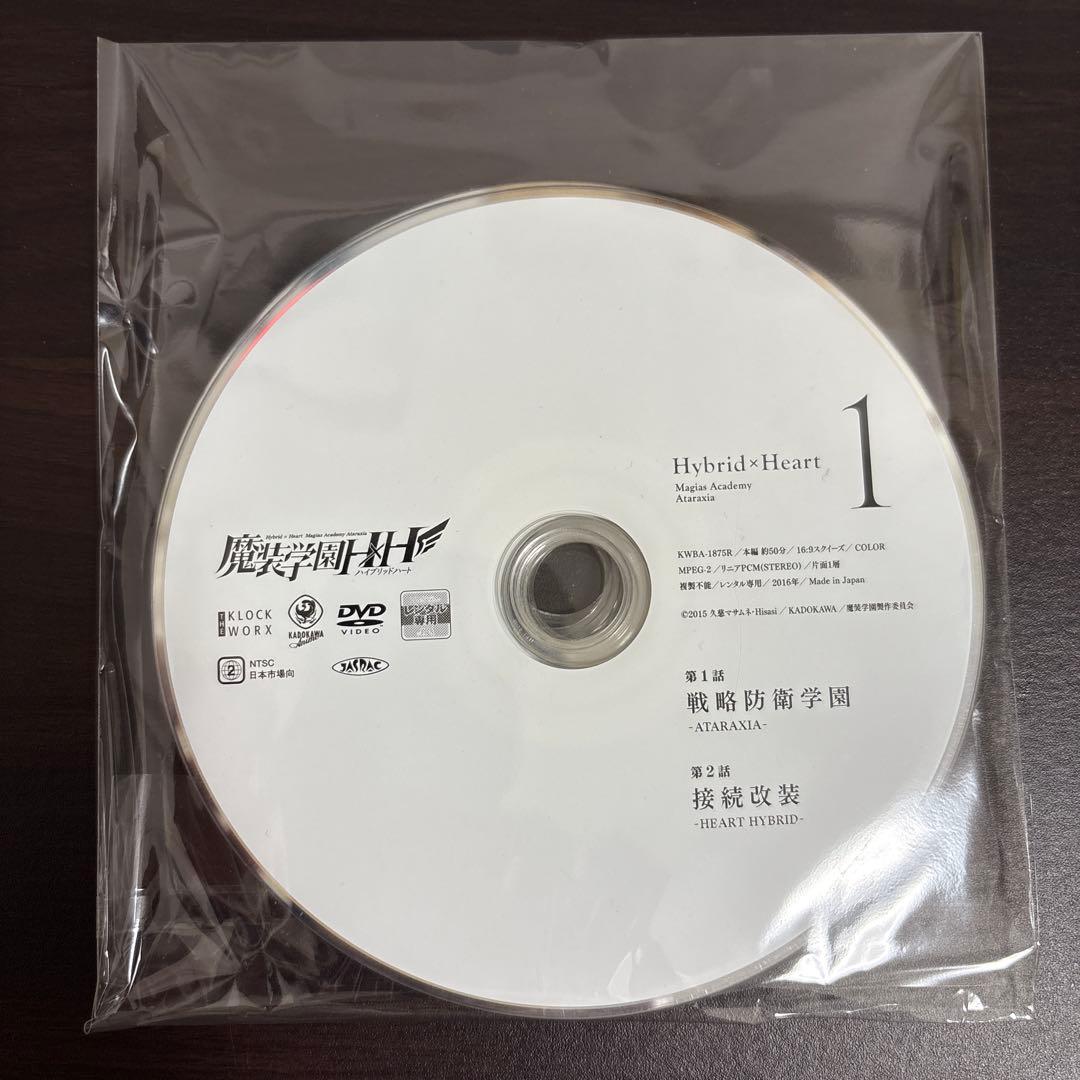 Hybrid × Heart Magias Academy Ataraxia
魔装学園H×H
ハイブリッドハート
THE KLOCK WORX
KADOKAWA Anime
DVD VIDEO
レンタル専用
2
NTSC
日本市場向
JASRAC
Hybrid×Heart
Magias Academy
Ataraxia
1
KWBA-1875R／本編 約50分／16:9スクイーズ／COLOR
MPEG-2／リニアPCM(STEREO)／片面1層
複製不能／レンタル専用／2016年／Made in Japan
©2015 久慈マサムネ・Hisasi／KADOKAWA／魔装学園製作委員会
第1話
戦略防衛学園
-ATARAXIA-
第2話
接続改装
-HEART HYBRID-